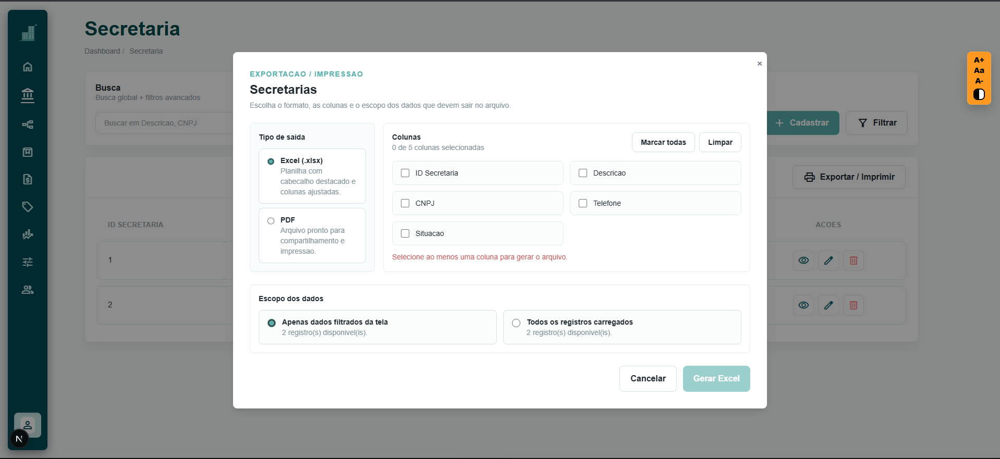 Secretaria
Dashboard / Secretaria
Busca
Busca global + filtros avancados
Buscar em Descricao, CNPJ
Cadastrar
Filtrar
Exportar / Imprimir
ID SECRETARIA
ACOES
1
2
×
EXPORTACAO / IMPRESSAO
Secretarias
Escolha o formato, as colunas e o escopo dos dados que devem sair no arquivo.
Tipo de saida
Excel (.xlsx)
Planilha com
cabecalho destacado e
colunas ajustadas.
PDF
Arquivo pronto para
compartilhamento e
impressao.
Colunas
0 de 5 colunas selecionadas
Marcar todas
Limpar
ID Secretaria
Descricao
CNPJ
Telefone
Situacao
Selecione ao menos uma coluna para gerar o arquivo.
Escopo dos dados
Apenas dados filtrados da tela
2 registro(s) disponivel(is).
Todos os registros carregados
2 registro(s) disponivel(is).
Cancelar
Gerar Excel
A+
Aa
A-
N